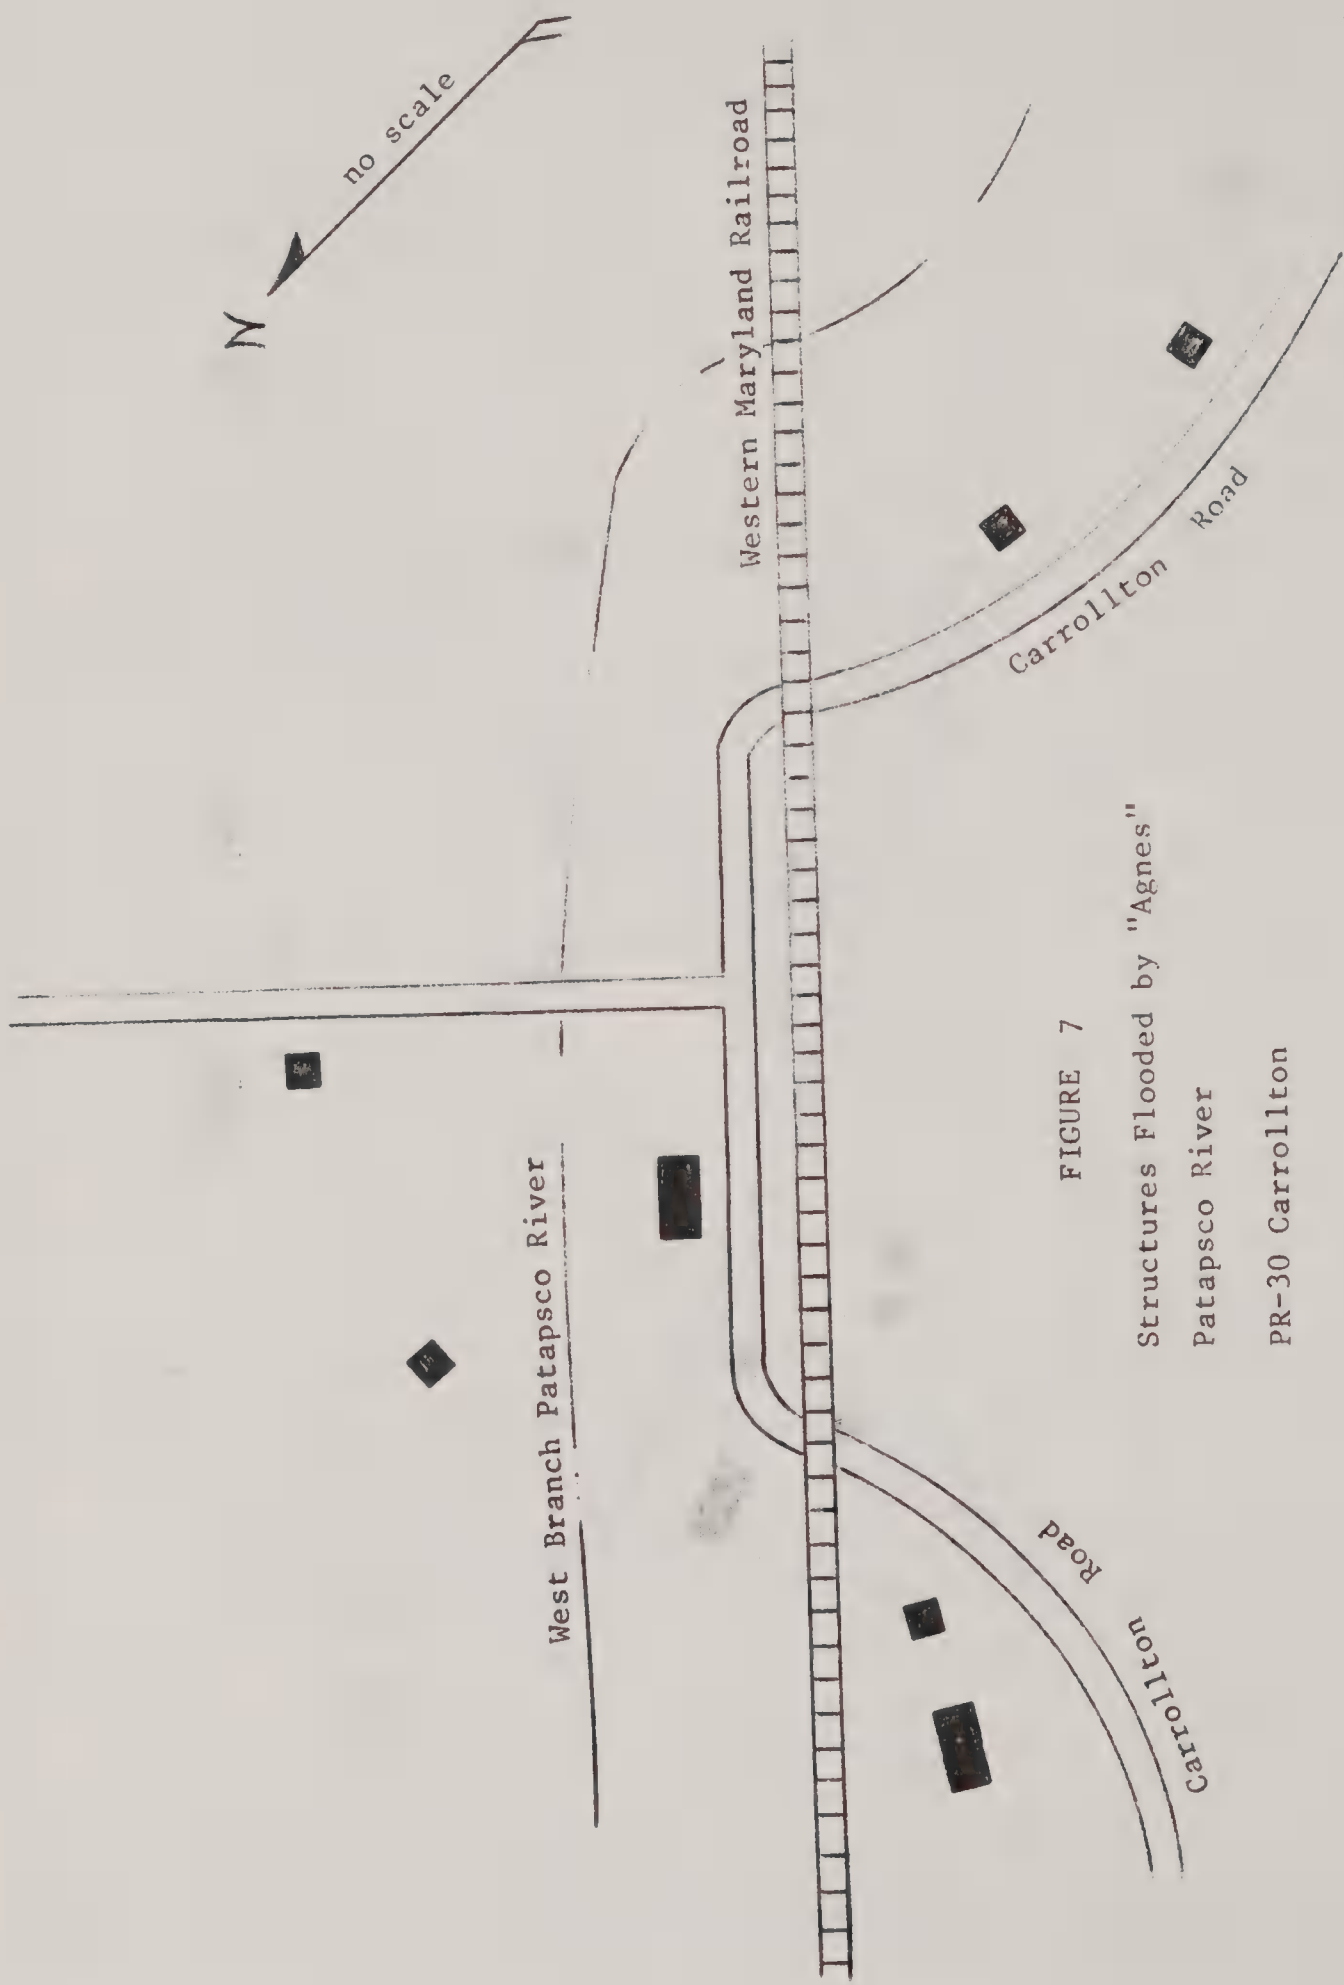 N
no scale
Western Maryland Railroad
West Branch Patapsco River
Carrollton Road
Carrollton Road
FIGURE 7
Structures Flooded by "Agnes"
Patapsco River
PR-30 Carrollton